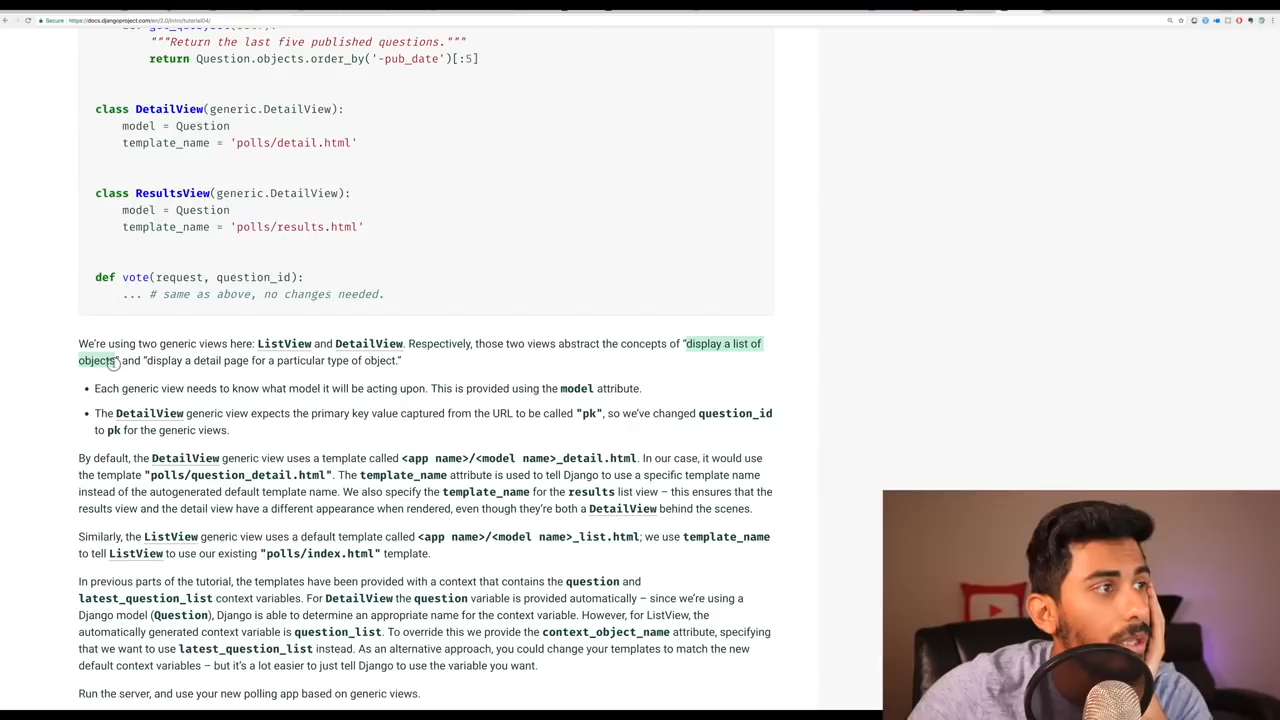 Secure | https://docs.djangoproject.com/en/2.0/intro/tutorial04/
"""Return the last five published questions."""
return Question.objects.order_by('-pub_date')[:5]
class DetailView(generic.DetailView):
model = Question
template_name = 'polls/detail.html'
class ResultsView(generic.DetailView):
model = Question
template_name = 'polls/results.html'
def vote(request, question_id):
... # same as above, no changes needed.
We’re using two generic views here: ListView and DetailView. Respectively, those two views abstract the concepts of “display a list of
objects” and “display a detail page for a particular type of object.”
• Each generic view needs to know what model it will be acting upon. This is provided using the model attribute.
• The DetailView generic view expects the primary key value captured from the URL to be called "pk", so we’ve changed question_id
to pk for the generic views.
By default, the DetailView generic view uses a template called <app name>/<model name>_detail.html. In our case, it would use
the template "polls/question_detail.html". The template_name attribute is used to tell Django to use a specific template name
instead of the autogenerated default template name. We also specify the template_name for the results list view – this ensures that the
results view and the detail view have a different appearance when rendered, even though they’re both a DetailView behind the scenes.
Similarly, the ListView generic view uses a default template called <app name>/<model name>_list.html; we use template_name
to tell ListView to use our existing "polls/index.html" template.
In previous parts of the tutorial, the templates have been provided with a context that contains the question and
latest_question_list context variables. For DetailView the question variable is provided automatically – since we’re using a
Django model (Question), Django is able to determine an appropriate name for the context variable. However, for ListView, the
automatically generated context variable is question_list. To override this we provide the context_object_name attribute, specifying
that we want to use latest_question_list instead. As an alternative approach, you could change your templates to match the new
default context variables – but it’s a lot easier to just tell Django to use the variable you want.
Run the server, and use your new polling app based on generic views.